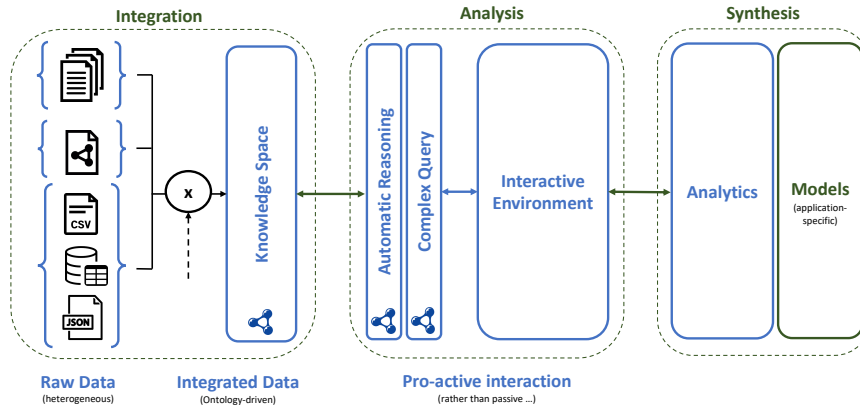 Integration
Analysis
Synthesis
CSV
JSON
x
Knowledge Space
Automatic Reasoning
Complex Query
Interactive
Environment
Analytics
Models
(application-
specific)
Raw Data
(heterogeneous)
Integrated Data
(Ontology-driven)
Pro-active interaction
(rather than passive ...)